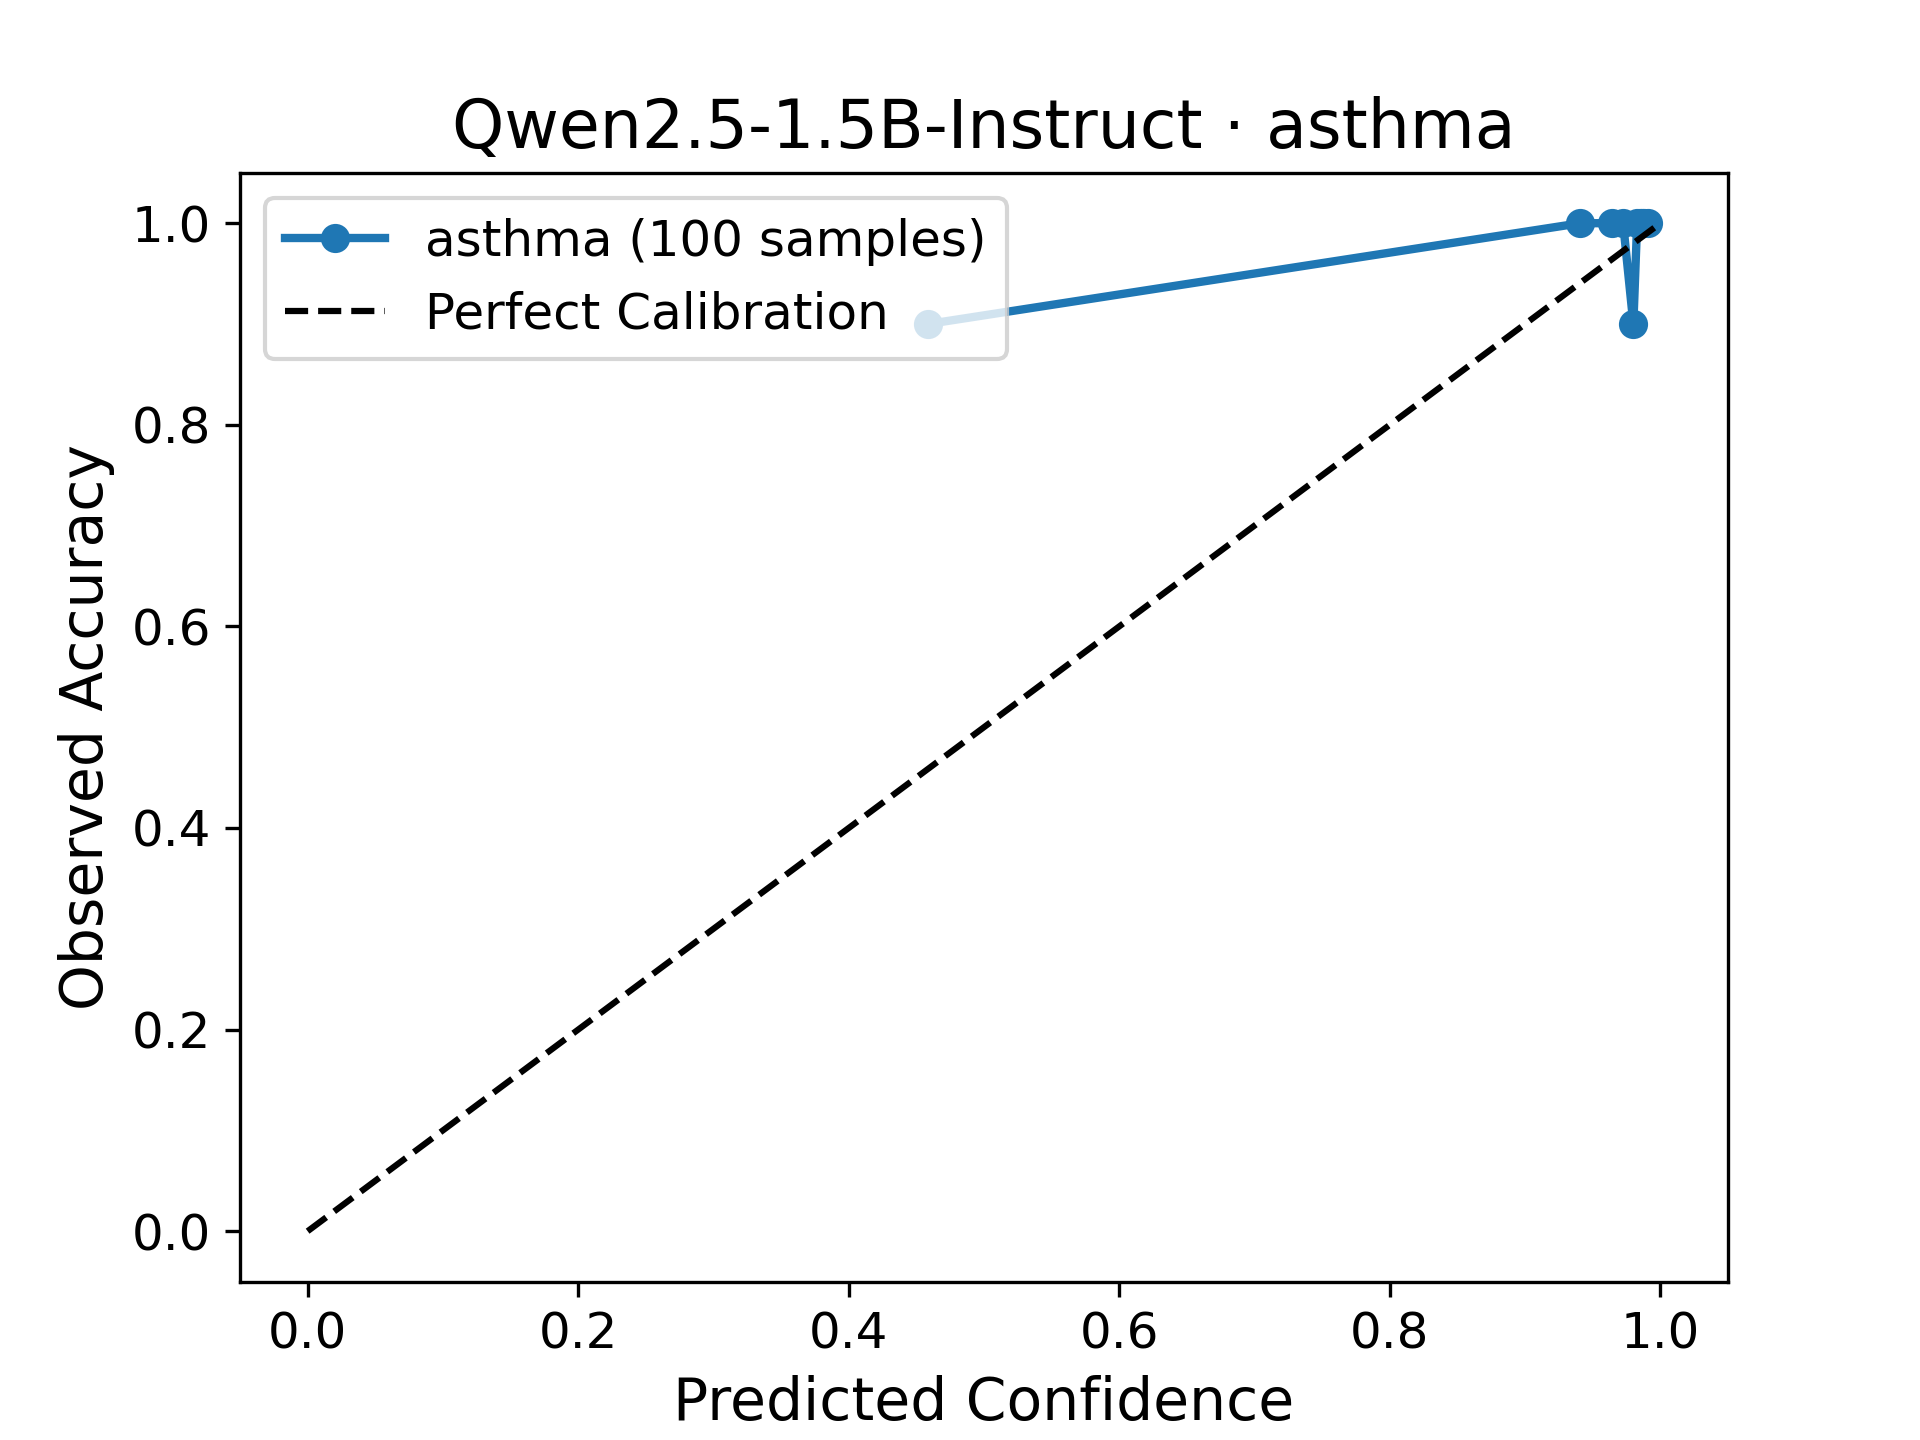 Qwen2.5-1.5B-Instruct · asthma
asthma (100 samples)
Perfect Calibration
Observed Accuracy
1.0
0.8
0.6
0.4
0.2
0.0
0.0 0.2 0.4 0.6 0.8 1.0
Predicted Confidence